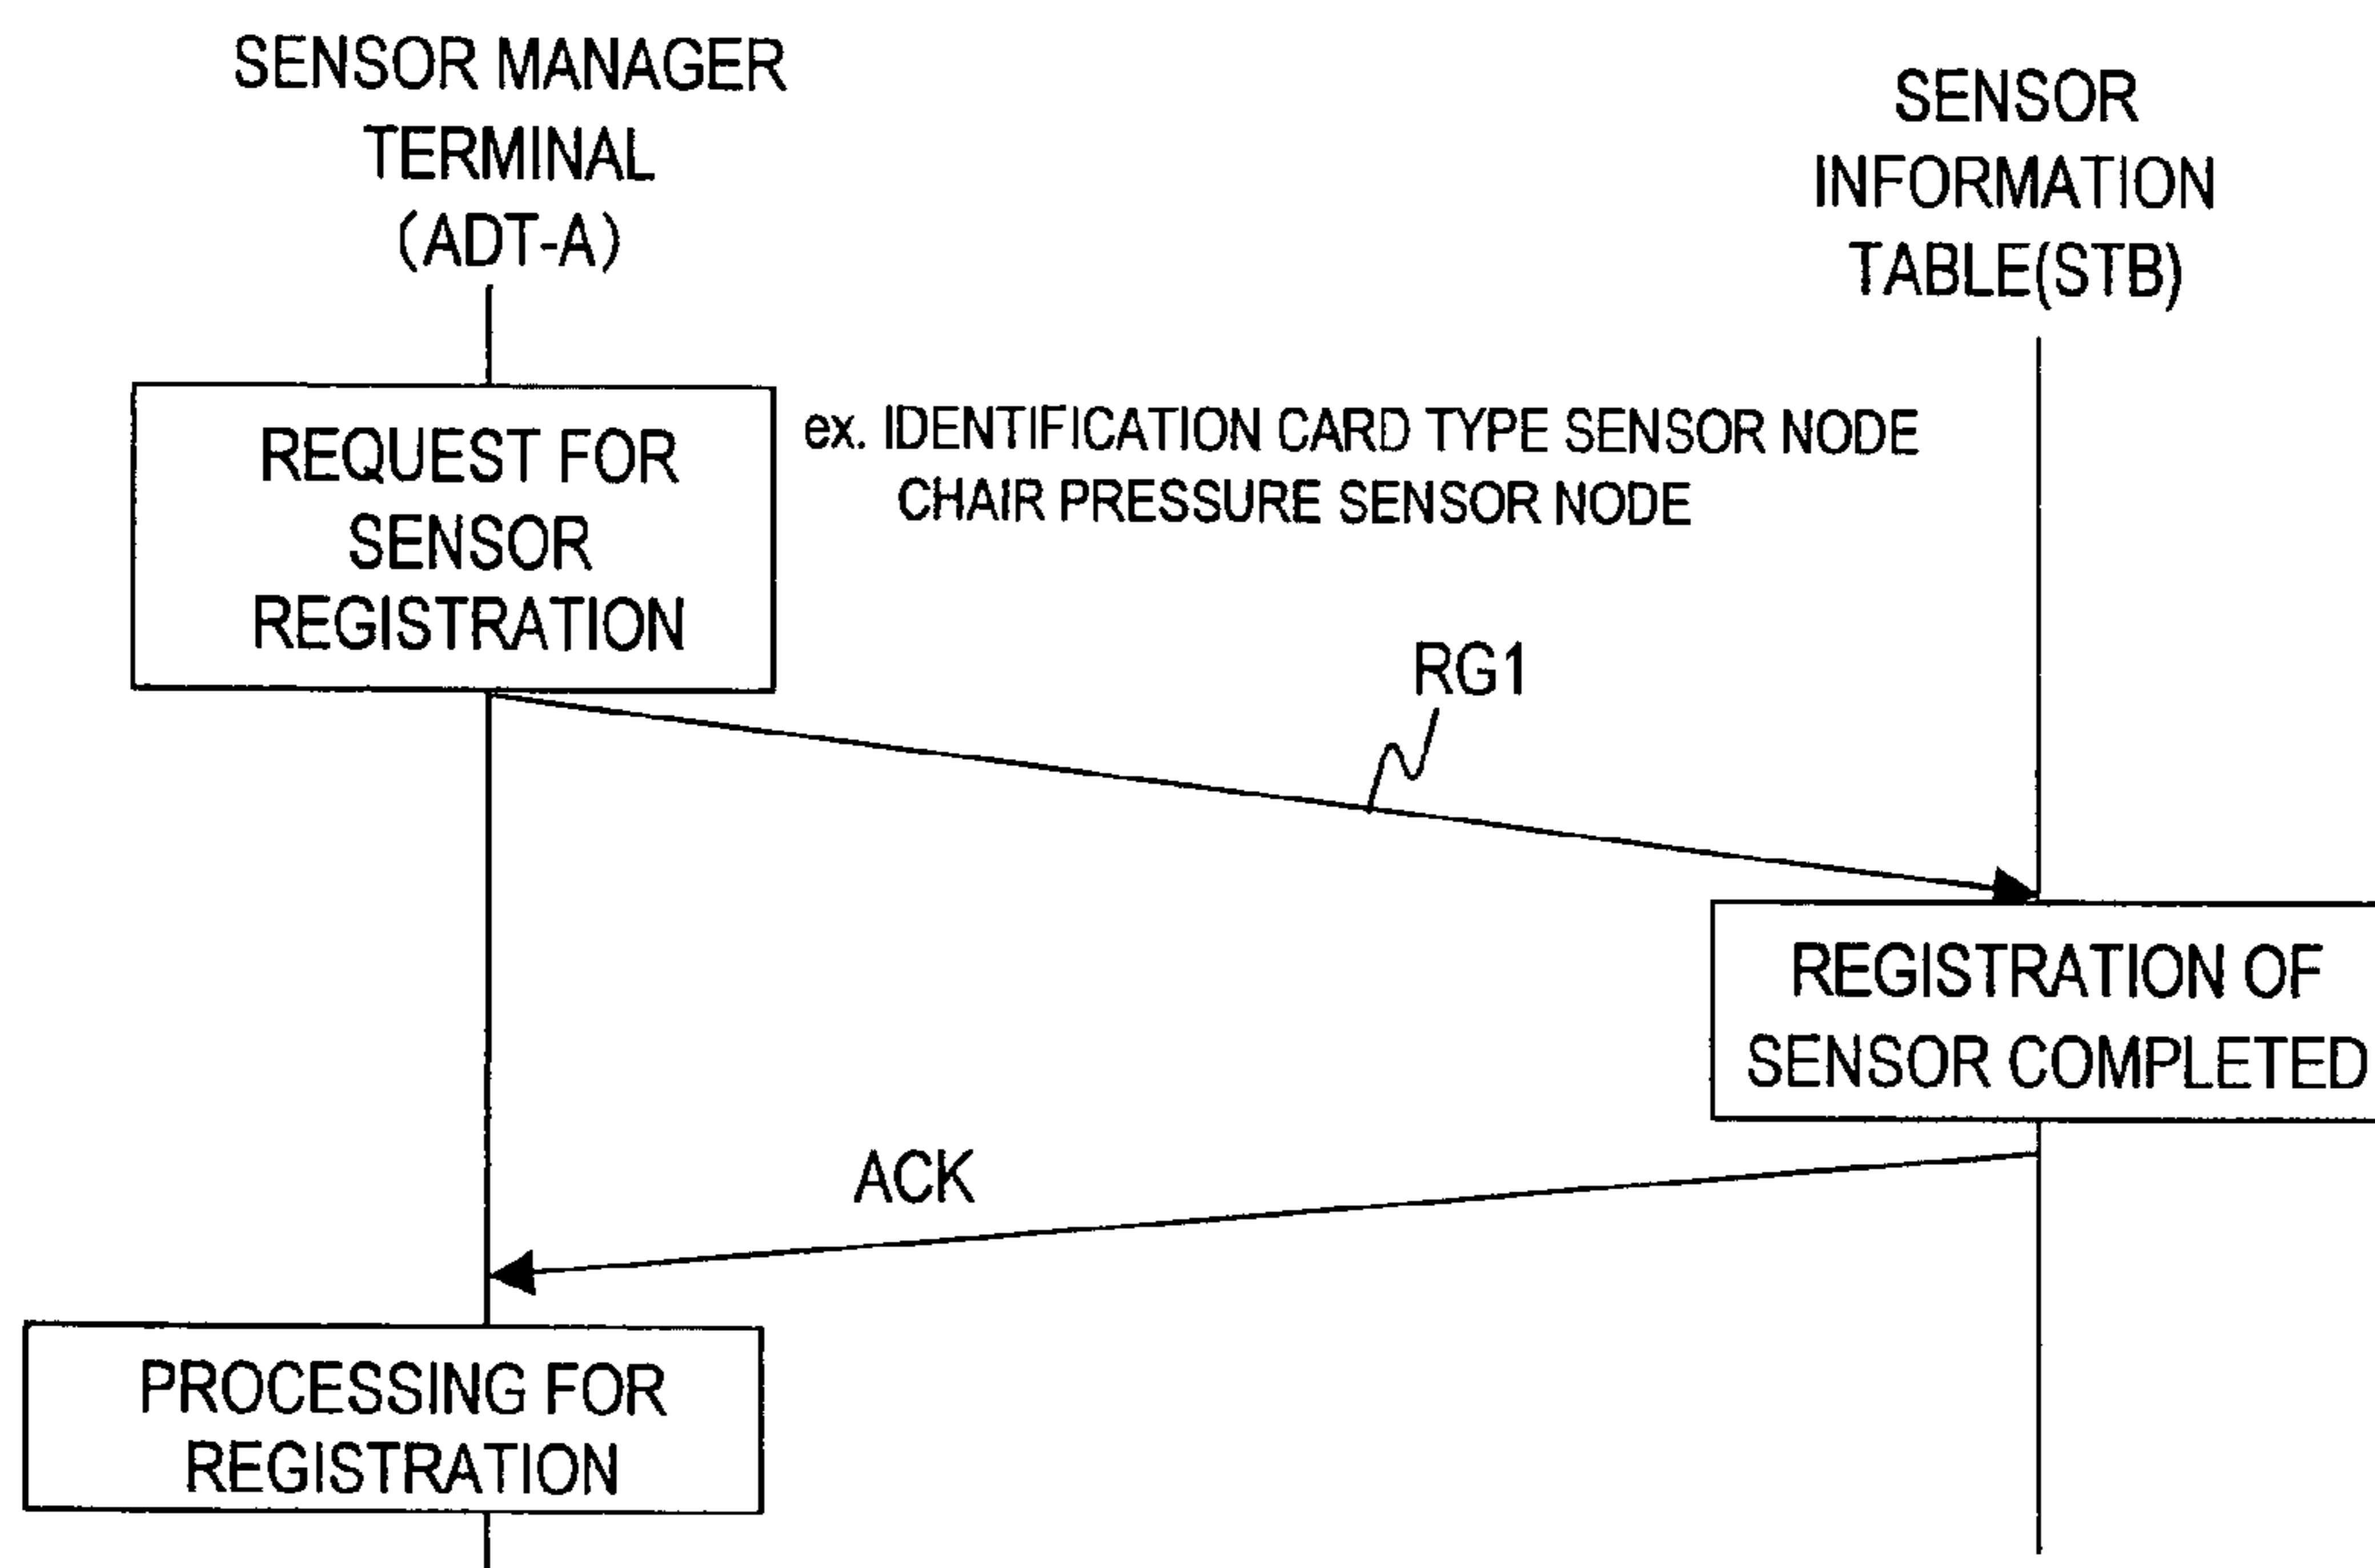 SENSOR MANAGER
TERMINAL
(ADT-A)
SENSOR
INFORMATION
TABLE(STB)
REQUEST FOR
SENSOR
REGISTRATION
ex. IDENTIFICATION CARD TYPE SENSOR NODE
CHAIR PRESSURE SENSOR NODE
RG1
REGISTRATION OF
SENSOR COMPLETED
ACK
PROCESSING FOR
REGISTRATION